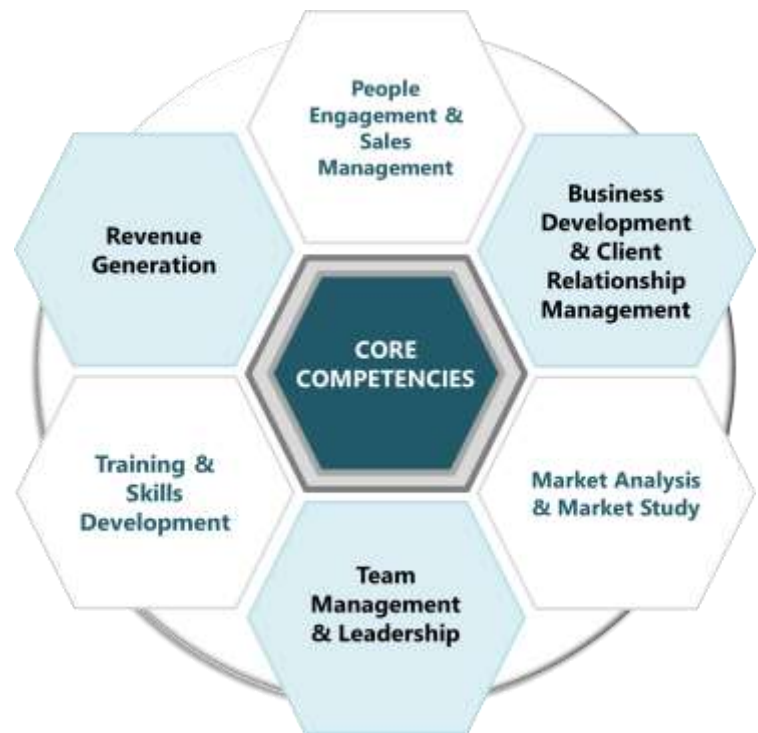 People
Engagement &
Sales
Management
Business
Development
& Client
Relationship
Management
Revenue
Generation
CORE
COMPETENCIES
Training &
Skills
Development
Market Analysis
& Market Study
Team
Management
& Leadership